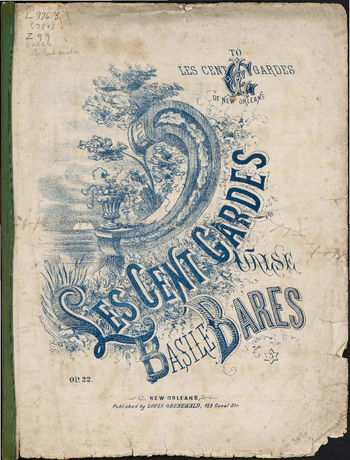 TO
LES CENT GARDES
OF NEW ORLEANS
LES CENT GARDES
BASILE BARES
OP. 22.
NEW ORLEANS,
Published by LOUIS GRUNEWALD, 129 Canal Str.